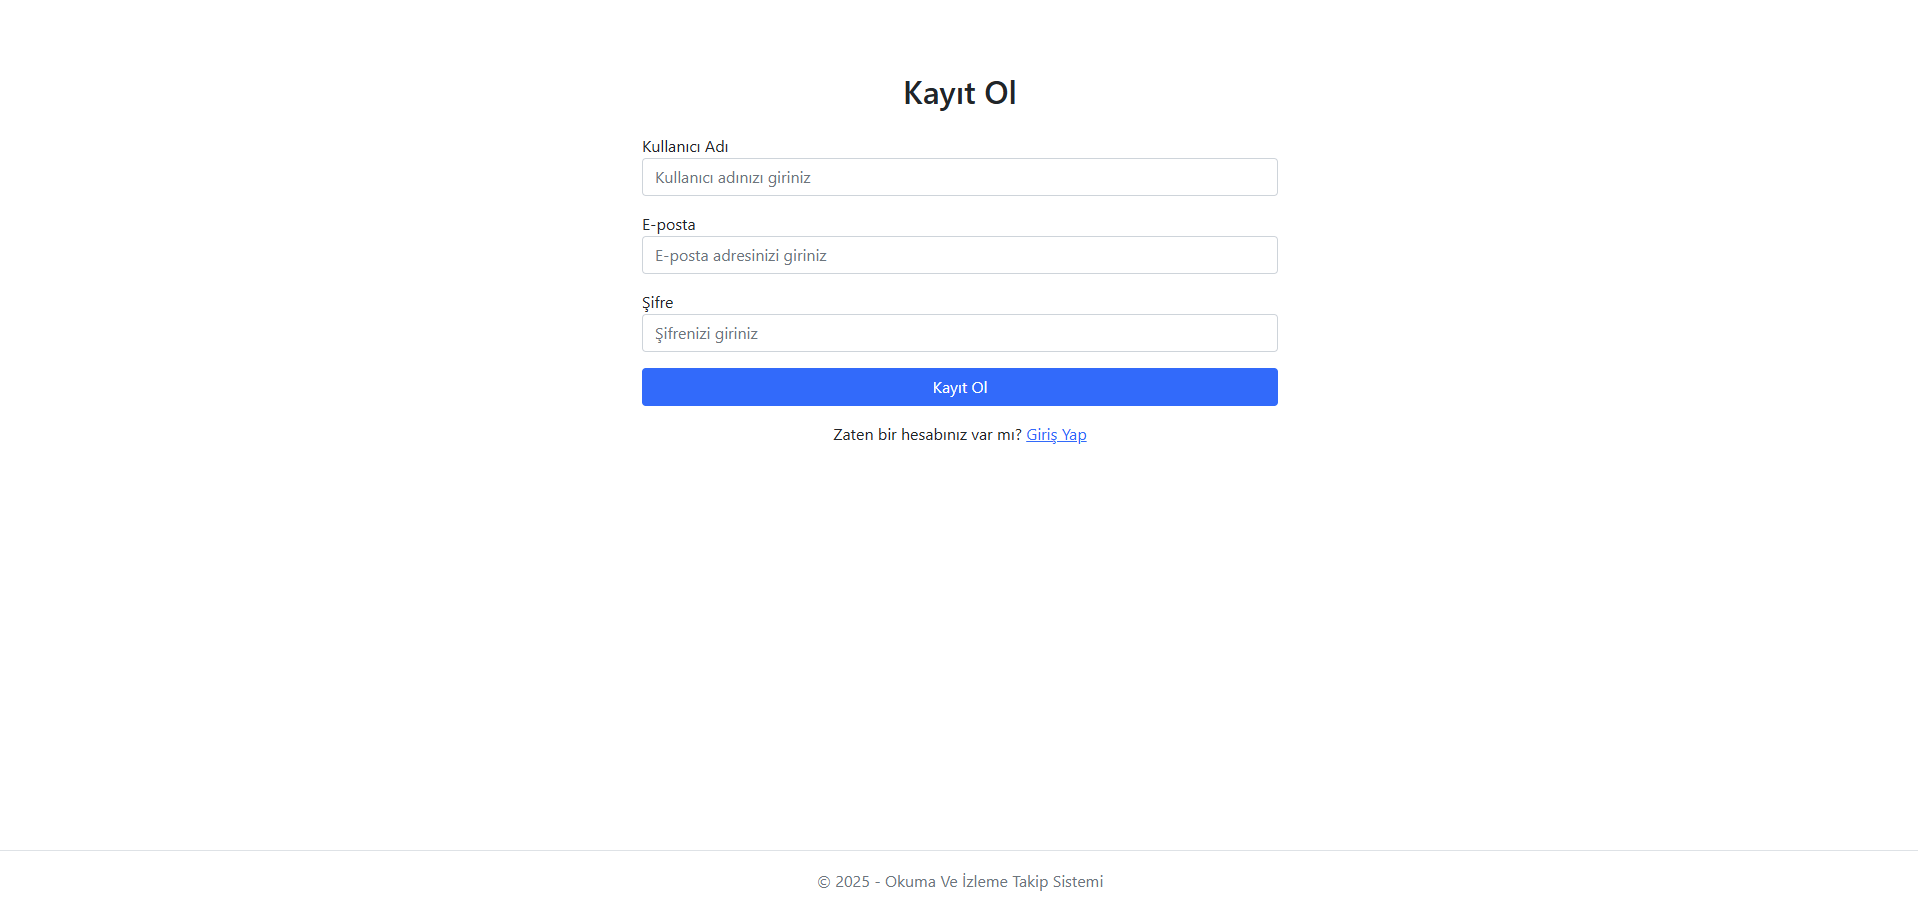 Kayıt Ol
Kullanıcı Adı
Kullanıcı adınızı giriniz
E-posta
E-posta adresinizi giriniz
Şifre
Şifrenizi giriniz
Kayıt Ol
Zaten bir hesabınız var mı? Giriş Yap
© 2025 - Okuma Ve İzleme Takip Sistemi